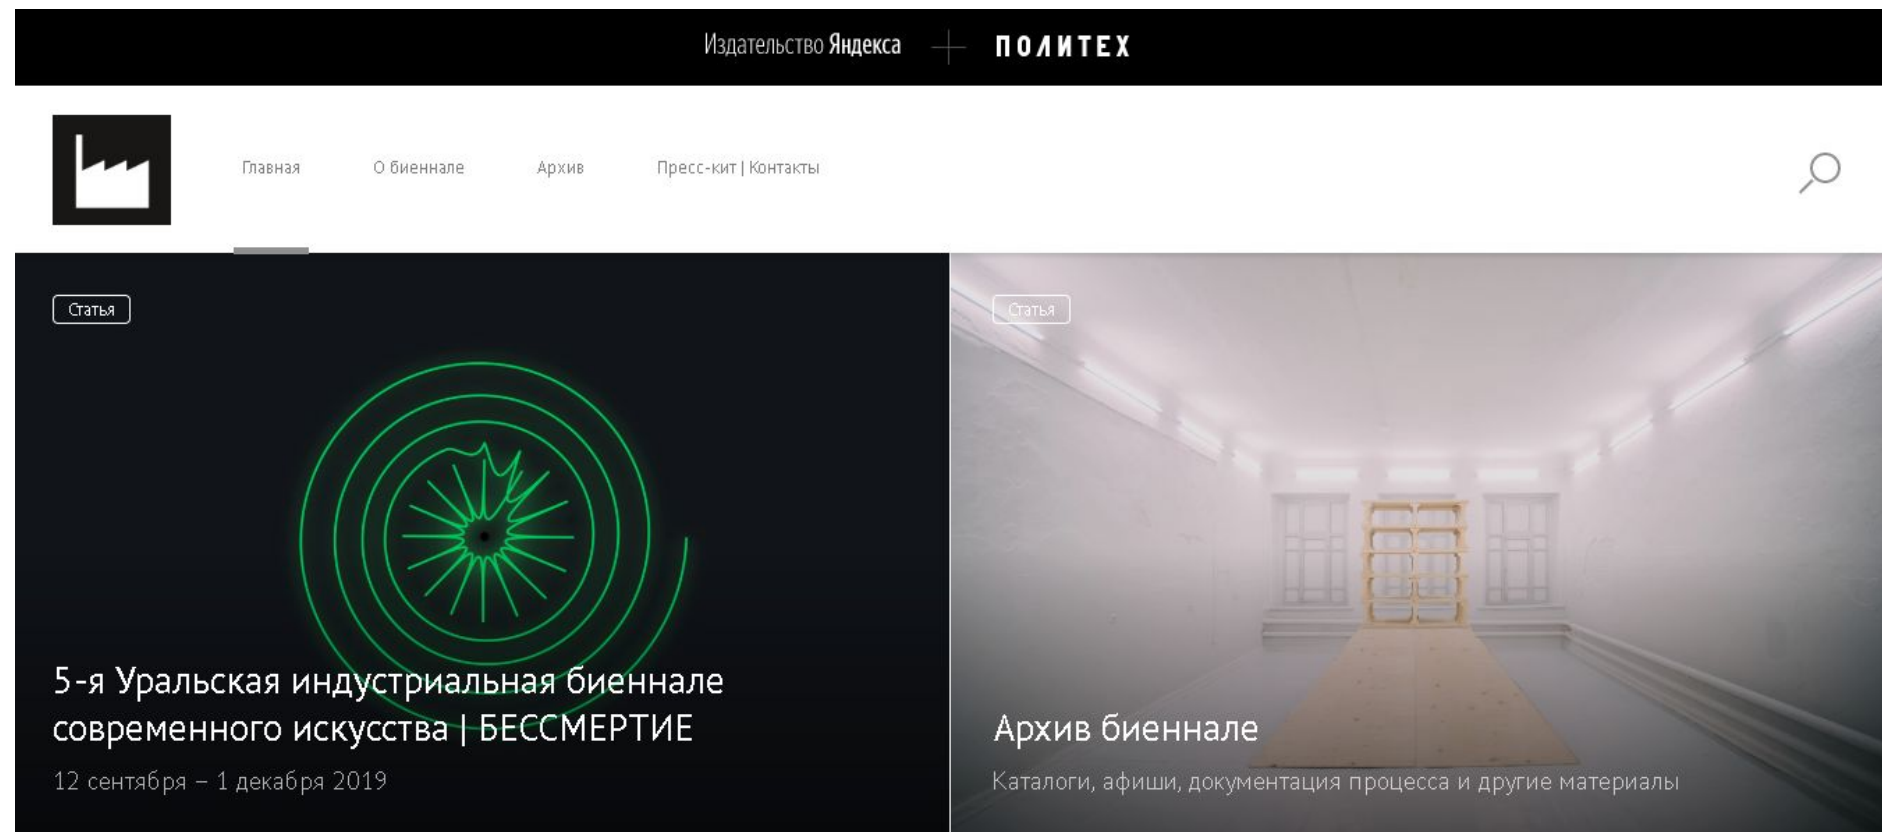 Издательство Яндекса
ПОЛИТЕХ
Главная
О биеннале
Архив
Пресс-кит | Контакты
Статья
5-я Уральская индустриальная биеннале
современного искусства | БЕССМЕРТИЕ
12 сентября – 1 декабря 2019
Статья
Архив биеннале
Каталоги, афиши, документация процесса и другие материалы